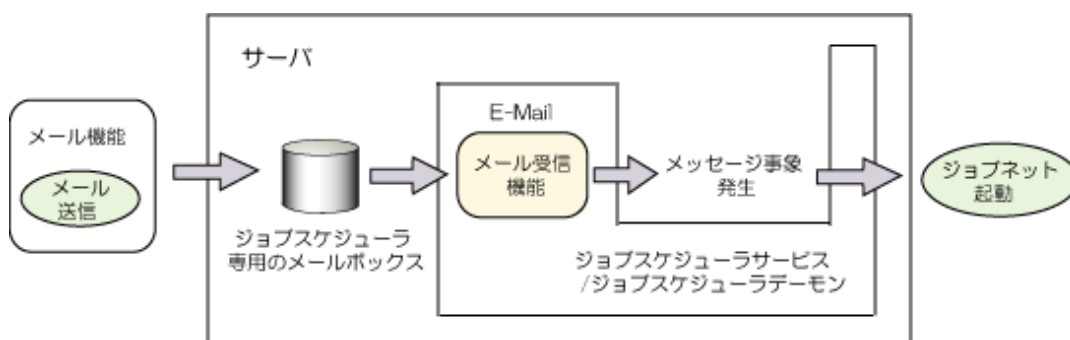 サーバ
メール機能
メール
送信
ジョブスケジューラ
専用のメールボックス
E-Mail
メール受信
機能
メッセージ事象
発生
ジョブスケジューラサービス
/ジョブスケジューラデーモン
ジョブネット
起動